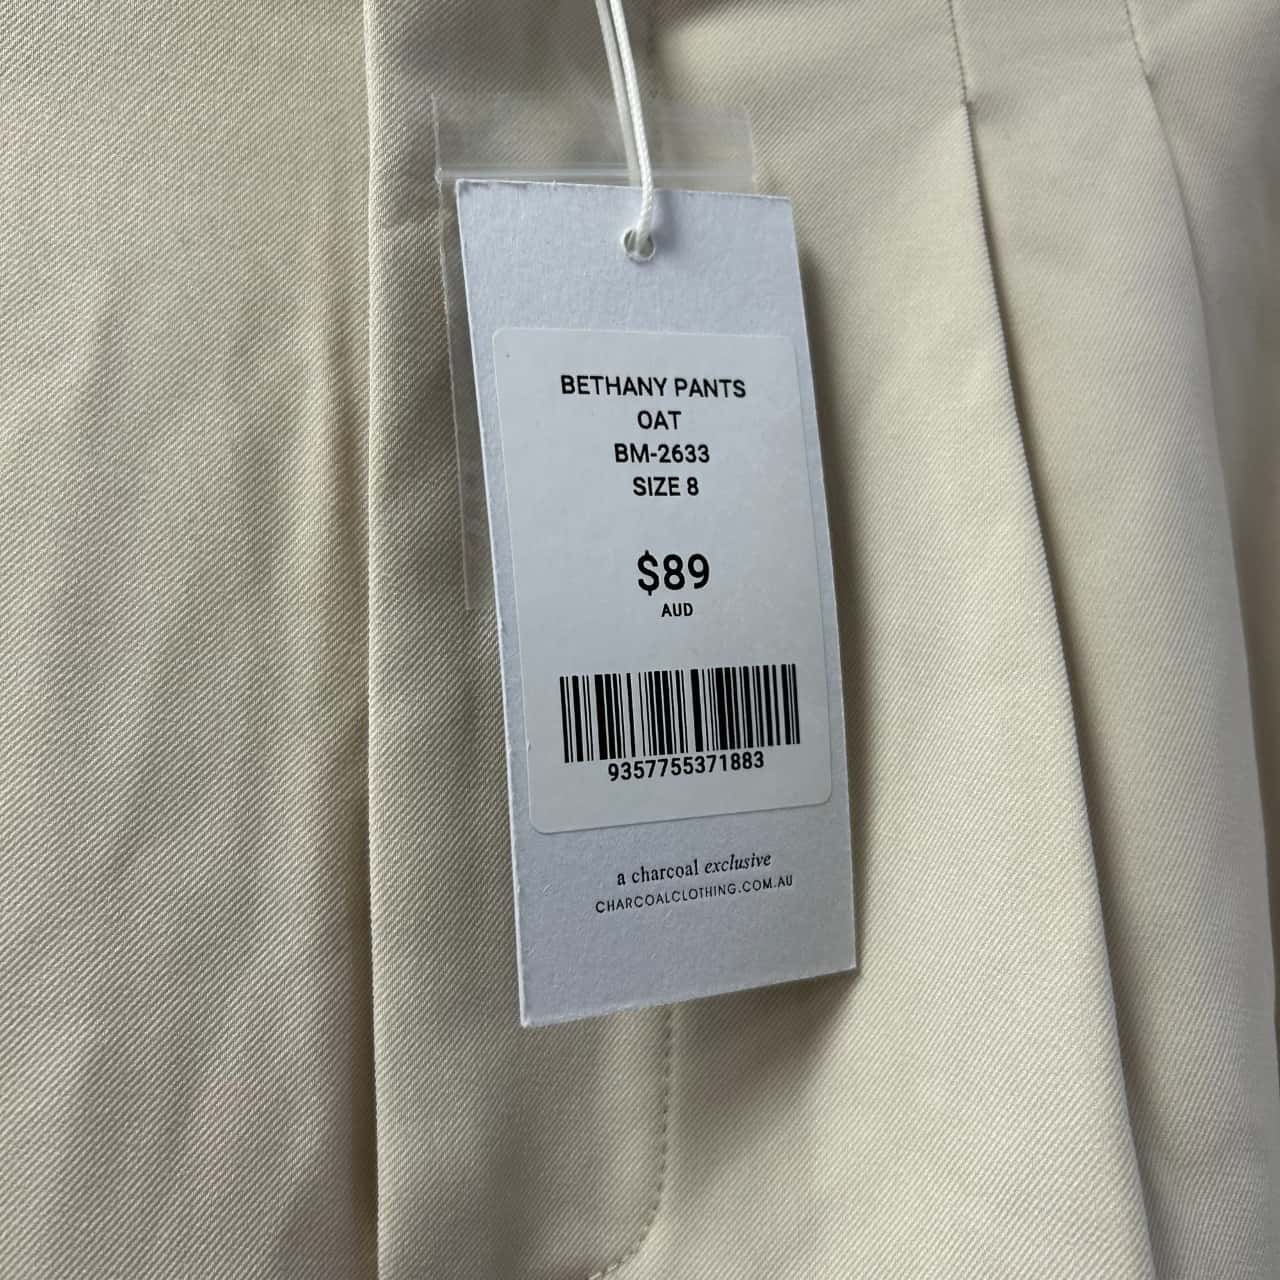 BETHANY PANTS
OAT
BM-2633
SIZE 8
$89
AUD
9357755371883
a charcoal exclusive
CHARCOALCLOTHING.COM.AU